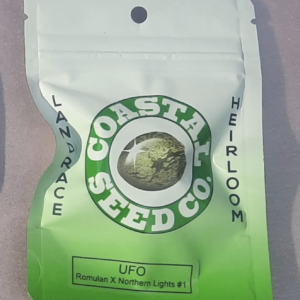 LANDRACE
COASTAL
SEED CO.
HEIRLOOM
UFO
Romulan X Northern Lights #1